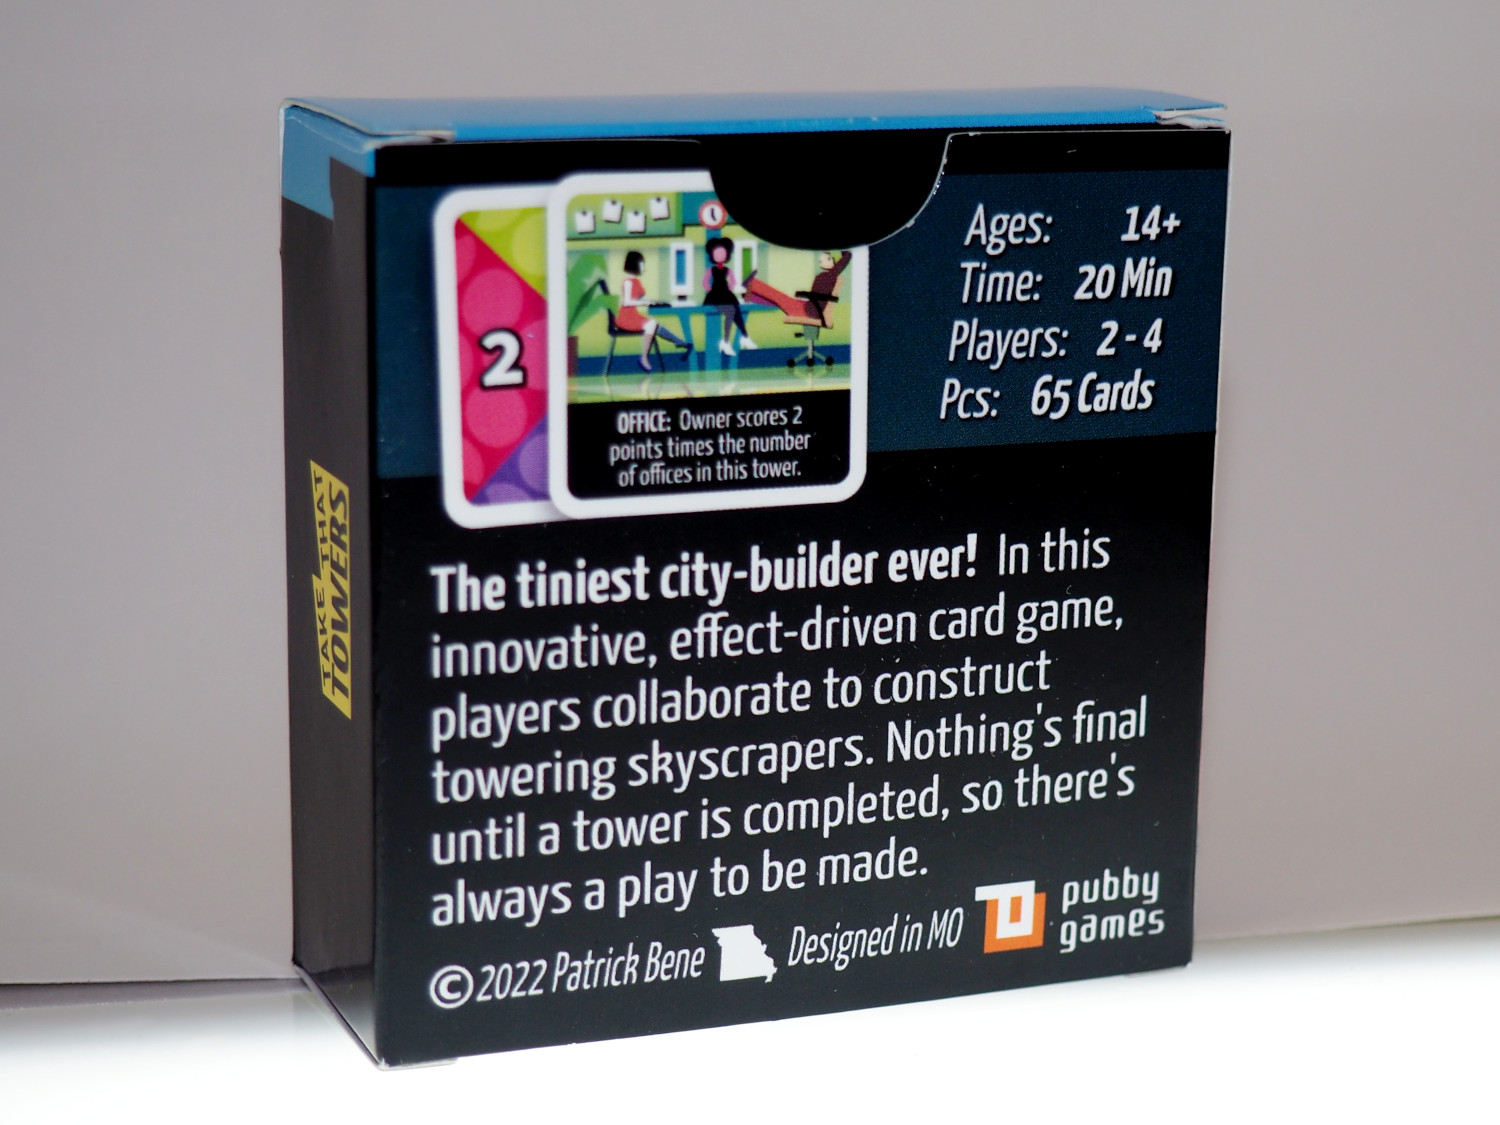 Ages: 14+
Time: 20 Min
Players: 2 - 4
Pcs: 65 Cards
2
OFFICE: Owner scores 2
points times the number
of offices in this tower.
TAKE THAT
TOWERS
The tiniest city-builder ever! In this
innovative, effect-driven card game,
players collaborate to construct
towering skyscrapers. Nothing's final
until a tower is completed, so there's
always a play to be made.
©2022 Patrick Bene Designed in MO
pubby
games